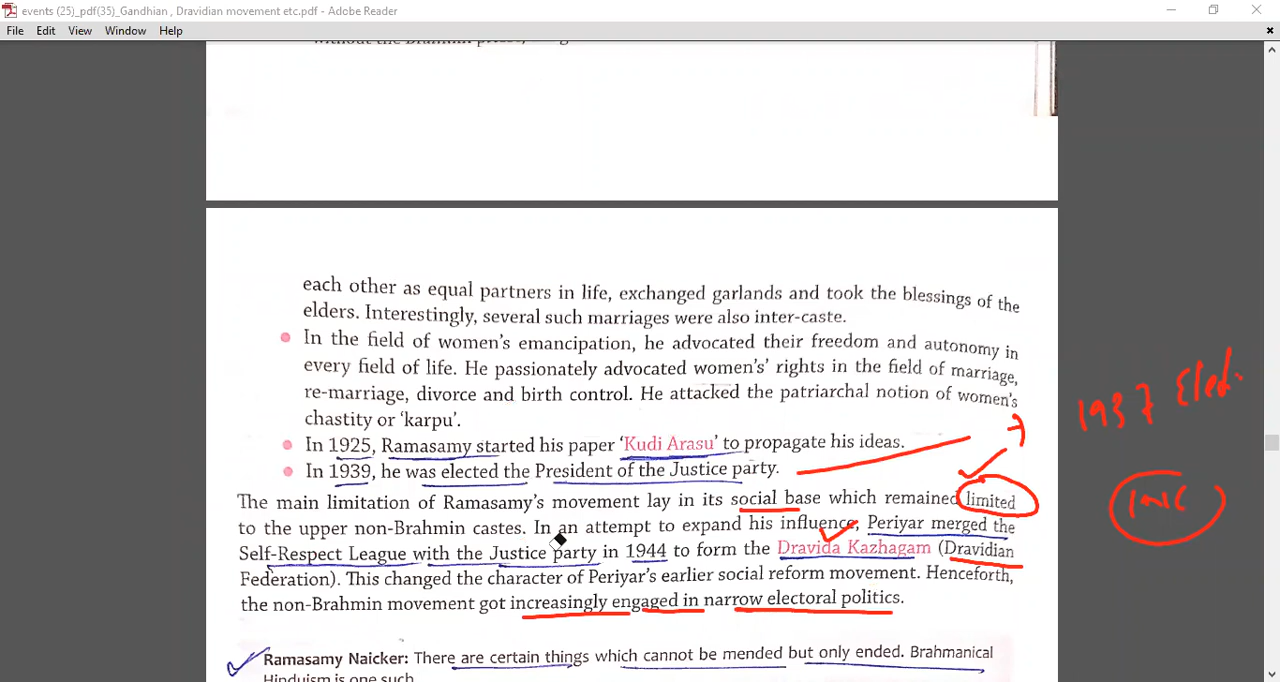 events (25)_pdf(35)_Gandhian , Dravidian movement etc.pdf - Adobe Reader
File Edit View Window Help
each other as equal partners in life, exchanged garlands and took the blessings of the
elders. Interestingly, several such marriages were also inter-caste.
In the field of women's emancipation, he advocated their freedom and autonomy in
every field of life. He passionately advocated women's' rights in the field of marriage,
re-marriage, divorce and birth control. He attacked the patriarchal notion of women's
chastity or 'karpu'.
In 1925, Ramasamy started his paper 'Kudi Arasu' to propagate his ideas.
In 1939, he was elected the President of the Justice party.
1937 Elect.
The main limitation of Ramasamy's movement lay in its social base which remained limited
INC
to the upper non-Brahmin castes. In an attempt to expand his influence, Periyar merged the
Self-Respect League with the Justice party in 1944 to form the Dravida Kazhagam (Dravidian
Federation). This changed the character of Periyar's earlier social reform movement. Henceforth,
the non-Brahmin movement got increasingly engaged in narrow electoral politics.
Ramasamy Naicker: There are certain things which cannot be mended but only ended. Brahmanical
Hinduism is one such